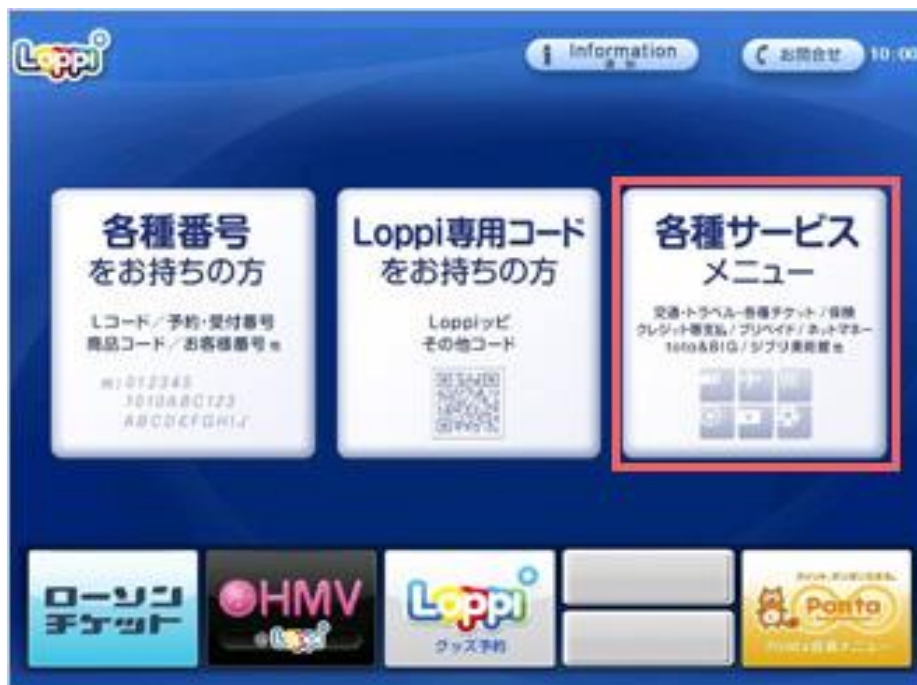 Loppi
Information
お問合せ
10:00
各種番号
をお持ちの方
Lコード／予約・受付番号
商品コード／お客様番号 他
例：012345
1010ABC123
ABCDEFGHIJ
Loppi専用コード
をお持ちの方
Loppiッピ
その他コード
各種サービス
メニュー
交通・トラベル・各種チケット／保険
クレジット等支払／プリペイド／ネットマネー
toto&BIG／ジブリ美術館 他
ローソン
チケット
HMV
Loppi
Loppi
グッズ予約
Ponta